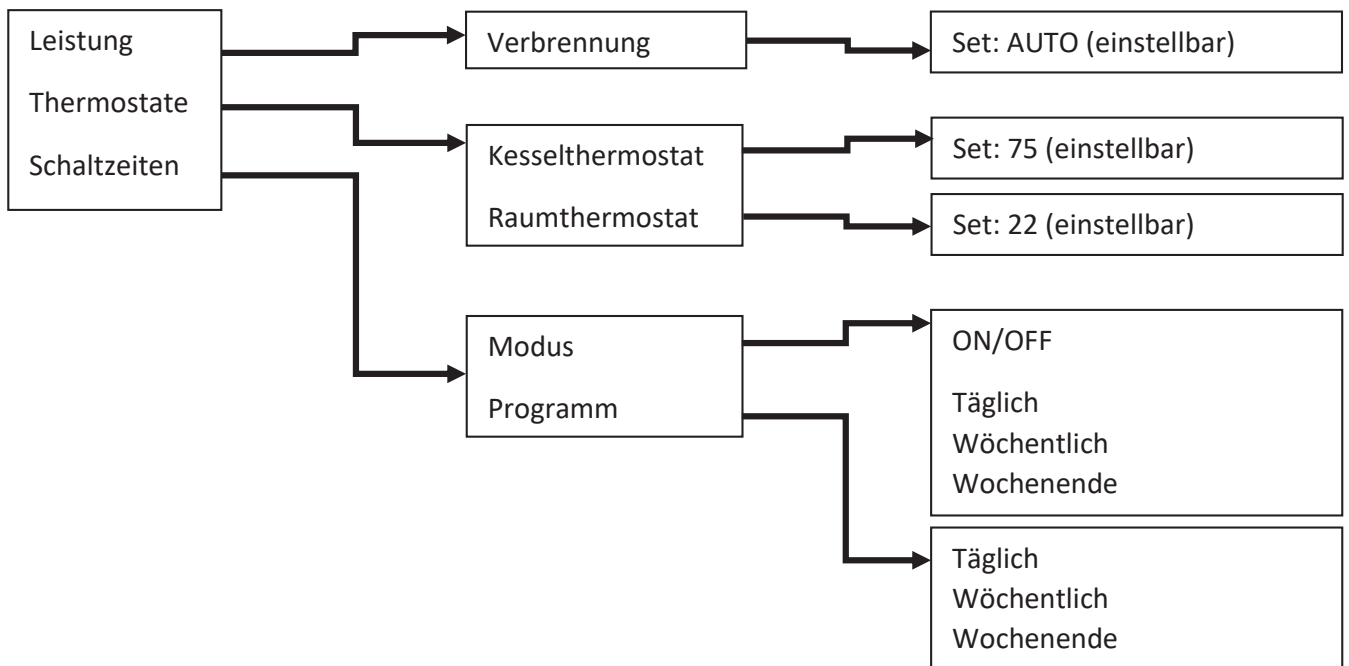 Leistung
Thermostate
Schaltzeiten
Verbrennung
Set: AUTO (einstellbar)
Kesselthermostat
Raumthermostat
Set: 75 (einstellbar)
Set: 22 (einstellbar)
Modus
Programm
ON/OFF
Täglich
Wöchentlich
Wochenende
Täglich
Wöchentlich
Wochenende